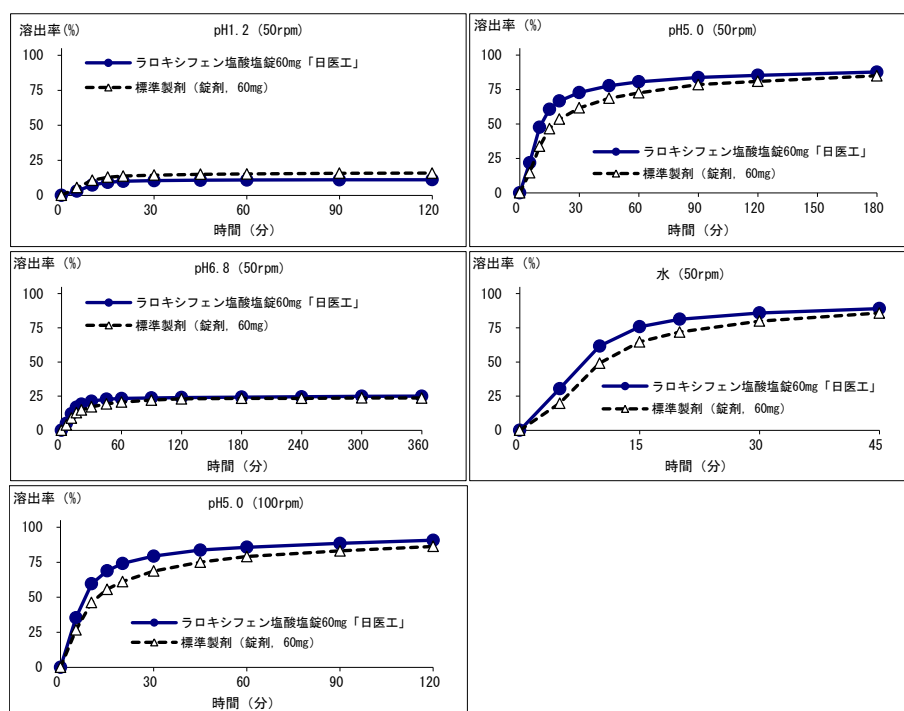 溶出率(%)
pH1.2 (50rpm)
100
75
50
25
0
ラロキシフェン塩酸塩錠60mg「日医工」
標準製剤（錠剤，60mg）
0
30
60
90
120
時間（分）
溶出率 (%)
pH5.0 (50rpm)
100
75
50
25
0
ラロキシフェン塩酸塩錠60mg「日医工」
標準製剤（錠剤，60mg）
0
30
60
90
120
150
180
時間（分）
溶出率 (%)
pH6.8 (50rpm)
100
75
50
25
0
ラロキシフェン塩酸塩錠60mg「日医工」
標準製剤（錠剤，60mg）
0
60
120
180
240
300
360
時間（分）
溶出率 (%)
水 (50rpm)
100
75
50
25
0
ラロキシフェン塩酸塩錠60mg「日医工」
標準製剤（錠剤，60mg）
0
15
30
45
時間（分）
溶出率 (%)
pH5.0 (100rpm)
100
75
50
25
0
ラロキシフェン塩酸塩錠60mg「日医工」
標準製剤（錠剤，60mg）
0
30
60
90
120
時間（分）